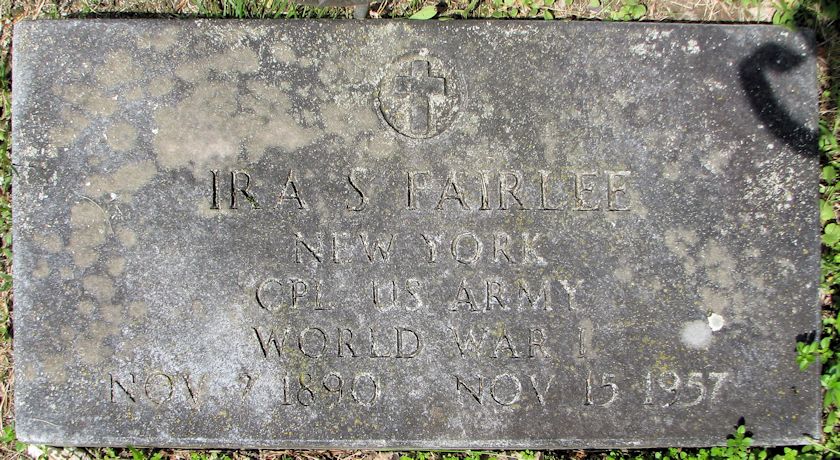 IRA S FAIRLEE
NEW YORK
CPL US ARMY
WORLD WAR I
NOV 7 1890 NOV 15 1957